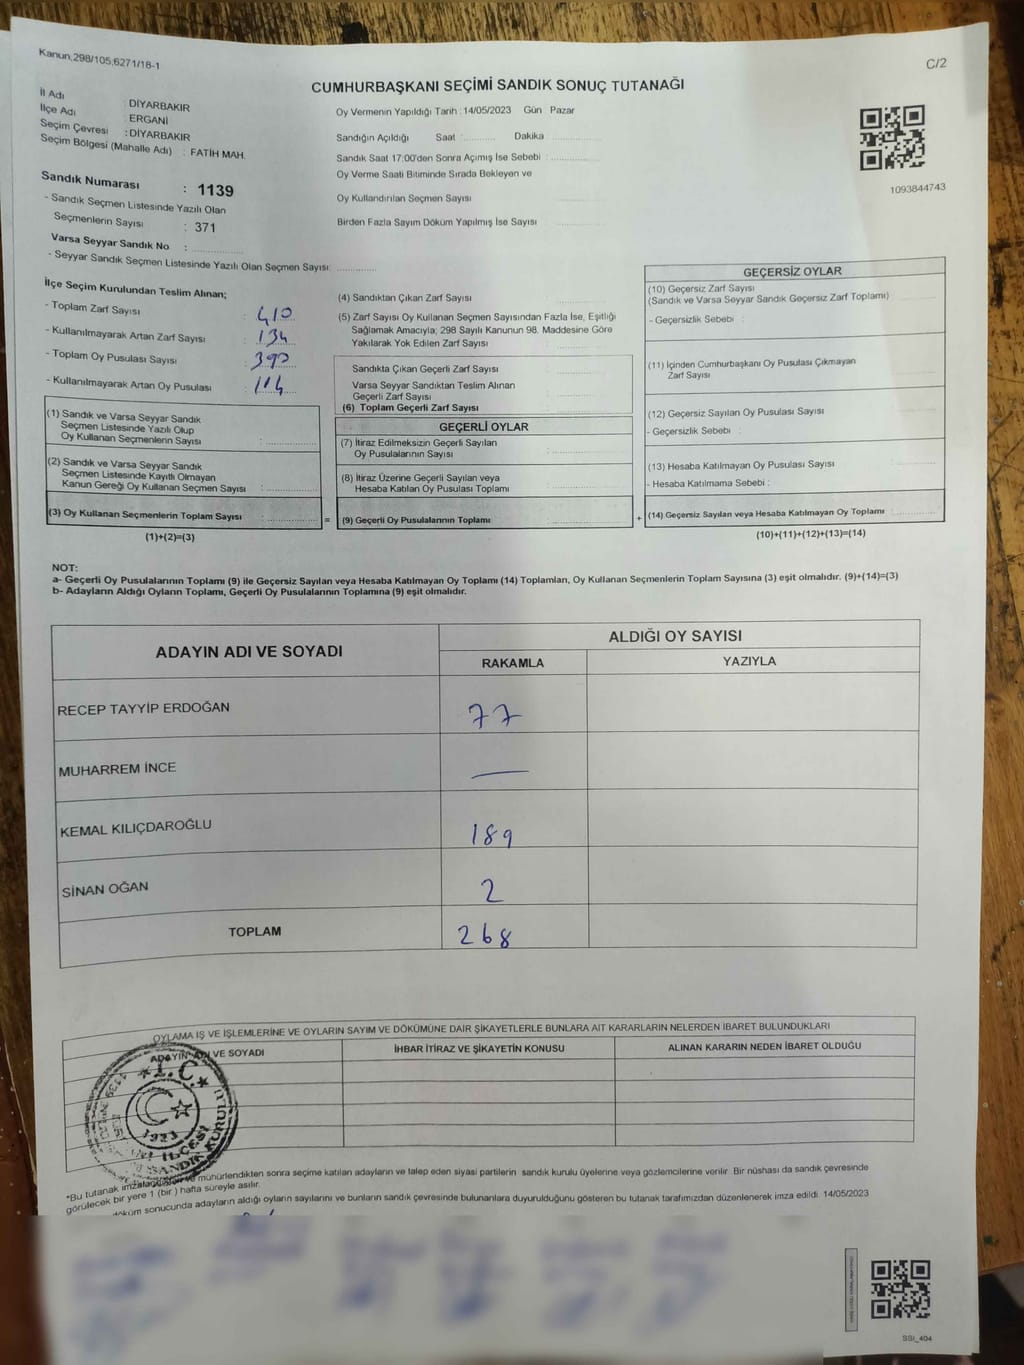 Kanun,298/105,6271/18-1
C/2
CUMHURBAŞKANI SEÇİMİ SANDIK SONUÇ TUTANAĞI
İl Adı : DİYARBAKIR
İlçe Adı : ERGANİ
Seçim Çevresi : DİYARBAKIR
Seçim Bölgesi (Mahalle Adı) : FATİH MAH.
Sandık Numarası : 1139
- Sandık Seçmen Listesinde Yazılı Olan
Seçmenlerin Sayısı : 371
Varsa Seyyar Sandık No :
- Seyyar Sandık Seçmen Listesinde Yazılı Olan Seçmen Sayısı:
Oy Vermenin Yapıldığı Tarih : 14/05/2023 Gün : Pazar
Sandığın Açıldığı Saat : Dakika :
Sandık Saat 17:00'den Sonra Açımış İse Sebebi :
Oy Verme Saati Bitiminde Sırada Bekleyen ve
Oy Kullandırılan Seçmen Sayısı
Birden Fazla Sayım Döküm Yapılmış İse Sayısı
1093844743
İlçe Seçim Kurulundan Teslim Alınan;
- Toplam Zarf Sayısı : 410
- Kullanılmayarak Artan Zarf Sayısı : 134
- Toplam Oy Pusulası Sayısı :
- Kullanılmayarak Artan Oy Pusulası : 114
(1) Sandık ve Varsa Seyyar Sandık
Seçmen Listesinde Yazılı Olup
Oy Kullanan Seçmenlerin Sayısı :
(2) Sandık ve Varsa Seyyar Sandık
Seçmen Listesinde Kayıtlı Olmayan
Kanun Gereği Oy Kullanan Seçmen Sayısı :
(3) Oy Kullanan Seçmenlerin Toplam Sayısı : =
(1)+(2)=(3)
(4) Sandıktan Çıkan Zarf Sayısı
(5) Zarf Sayısı Oy Kullanan Seçmen Sayısından Fazla İse, Eşitliği
Sağlamak Amacıyla; 298 Sayılı Kanunun 98. Maddesine Göre
Yakılarak Yok Edilen Zarf Sayısı
Sandıkta Çıkan Geçerli Zarf Sayısı
Varsa Seyyar Sandıktan Teslim Alınan
Geçerli Zarf Sayısı
(6) Toplam Geçerli Zarf Sayısı
GEÇERLİ OYLAR
(7) İtiraz Edilmeksizin Geçerli Sayılan
Oy Pusulalarının Sayısı
(8) İtiraz Üzerine Geçerli Sayılan veya
Hesaba Katılan Oy Pusulası Toplamı
(9) Geçerli Oy Pusulalarının Toplamı +
GEÇERSİZ OYLAR
(10) Geçersiz Zarf Sayısı
(Sandık ve Varsa Seyyar Sandık Geçersiz Zarf Toplamı)
- Geçersizlik Sebebi :
(11) İçinden Cumhurbaşkanı Oy Pusulası Çıkmayan
Zarf Sayısı
(12) Geçersiz Sayılan Oy Pusulası Sayısı
- Geçersizlik Sebebi :
(13) Hesaba Katılmayan Oy Pusulası Sayısı
- Hesaba Katılmama Sebebi :
(14) Geçersiz Sayılan veya Hesaba Katılmayan Oy Toplamı
(10)+(11)+(12)+(13)=(14)
NOT:
a- Geçerli Oy Pusulalarının Toplamı (9) ile Geçersiz Sayılan veya Hesaba Katılmayan Oy Toplamı (14) Toplamları, Oy Kullanan Seçmenlerin Toplam Sayısına (3) eşit olmalıdır. (9)+(14)=(3)
b- Adayların Aldığı Oyların Toplamı, Geçerli Oy Pusulalarının Toplamına (9) eşit olmalıdır.
ADAYIN ADI VE SOYADI
ALDIĞI OY SAYISI
RAKAMLA YAZIYLA
RECEP TAYYİP ERDOĞAN 77
MUHARREM İNCE —
KEMAL KILIÇDAROĞLU 189
SİNAN OĞAN 2
TOPLAM 268
OYLAMA İŞ VE İŞLEMLERİNE VE OYLARIN SAYIM VE DÖKÜMÜNE DAİR ŞİKAYETLERLE BUNLARA AİT KARARLARIN NELERDEN İBARET BULUNDUKLARI
ADAYIN ADI VE SOYADI İHBAR İTİRAZ VE ŞİKAYETİN KONUSU ALINAN KARARIN NEDEN İBARET OLDUĞU
T.C.
1923
İLÇESİ
SANDIK KURULU
*Bu tutanak imzalanıp mühürlendikten sonra seçime katılan adayların ve talep eden siyasi partilerin sandık kurulu üyelerine veya gözlemcilerine verilir. Bir nüshası da sandık çevresinde
görülecek bir yere 1 (bir ) hafta süreyle asılır.
döküm sonucunda adayların aldığı oyların sayılarını ve bunların sandık çevresinde bulunanlara duyurulduğunu gösteren bu tutanak tarafımızdan düzenlenerek imza edildi. 14/05/2023
SSİ_404